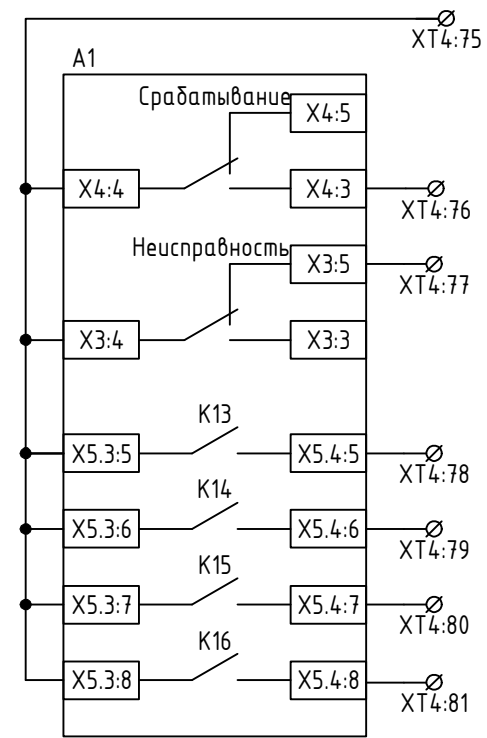 XT4:75
A1
Срабатывание
X4:5
X4:4
X4:3
XT4:76
Неисправность
X3:5
XT4:77
X3:4
X3:3
K13
X5.3:5
X5.4:5
XT4:78
K14
X5.3:6
X5.4:6
XT4:79
K15
X5.3:7
X5.4:7
XT4:80
K16
X5.3:8
X5.4:8
XT4:81